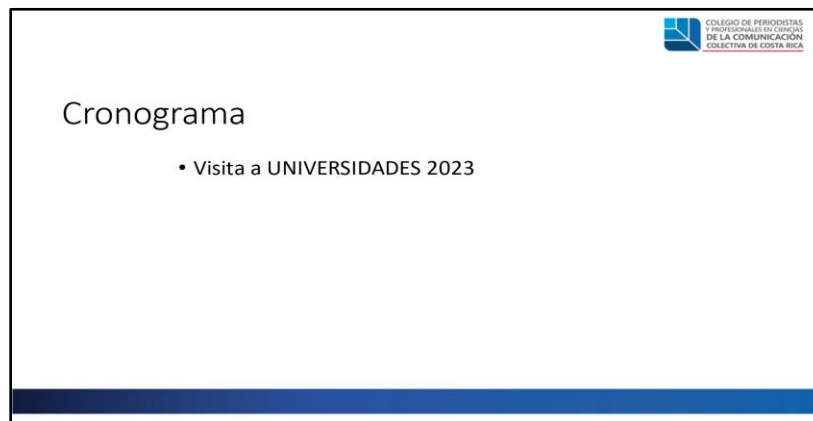 COLEGIO DE PERIODISTAS
Y PROFESIONALES EN CIENCIAS
DE LA COMUNICACIÓN
COLECTIVA DE COSTA RICA
Cronograma
• Visita a UNIVERSIDADES 2023